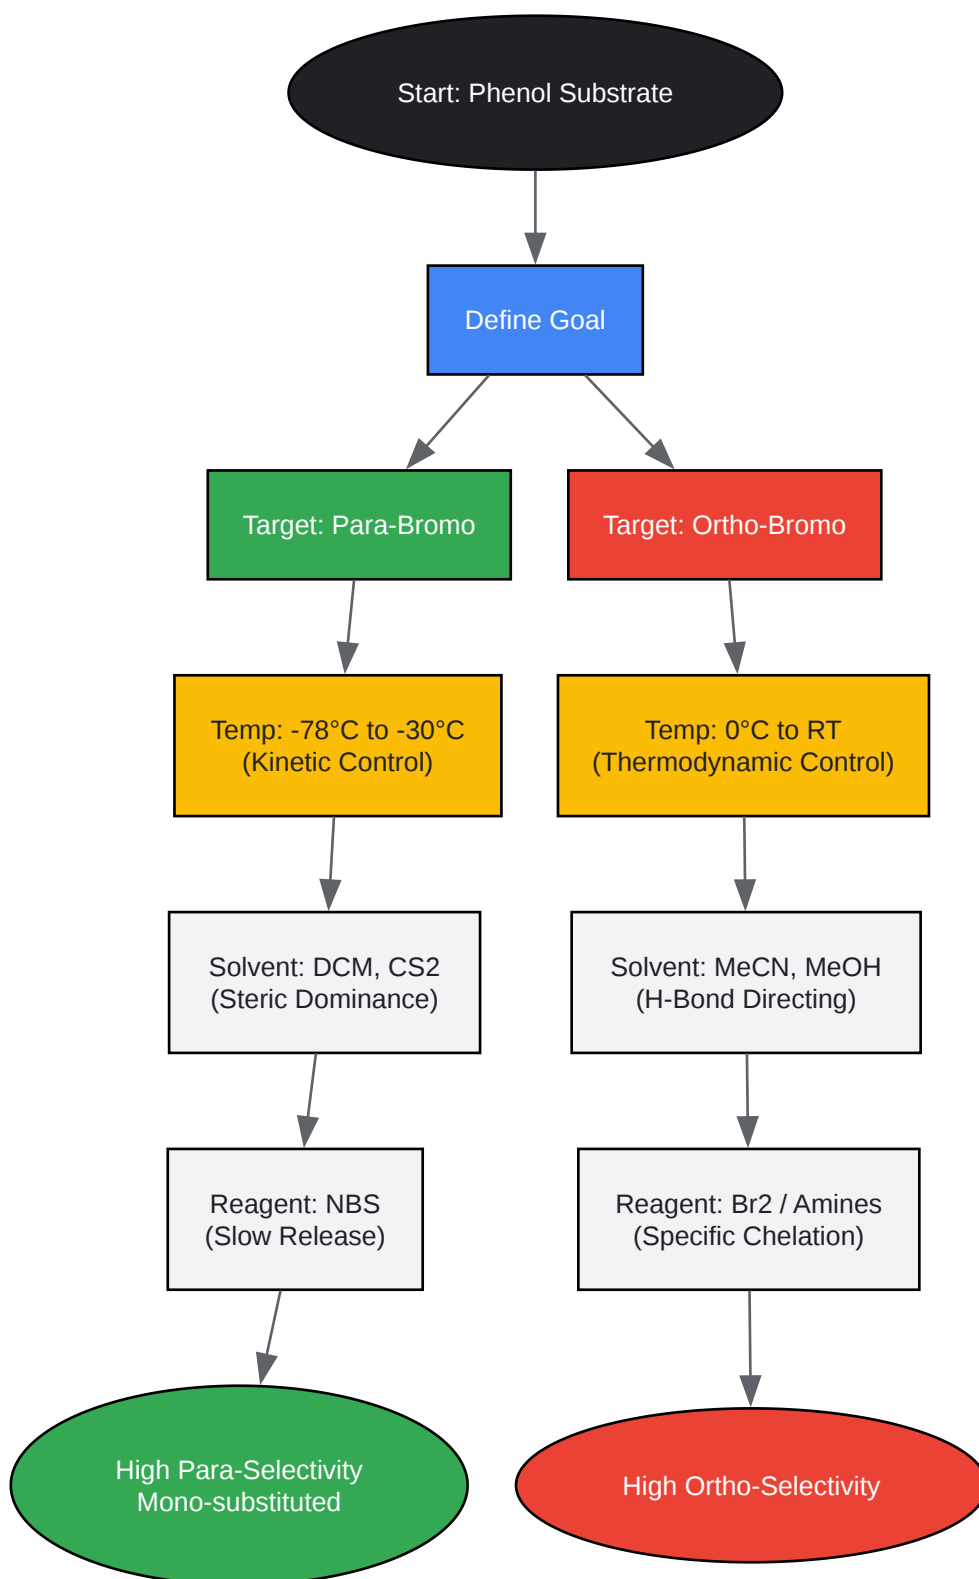 Start: Phenol Substrate
Define Goal
Target: Para-Bromo
Target: Ortho-Bromo
Temp: -78°C to -30°C
(Kinetic Control)
Temp: 0°C to RT
(Thermodynamic Control)
Solvent: DCM, CS2
(Steric Dominance)
Solvent: MeCN, MeOH
(H-Bond Directing)
Reagent: NBS
(Slow Release)
Reagent: Br2 / Amines
(Specific Chelation)
High Para-Selectivity
Mono-substituted
High Ortho-Selectivity